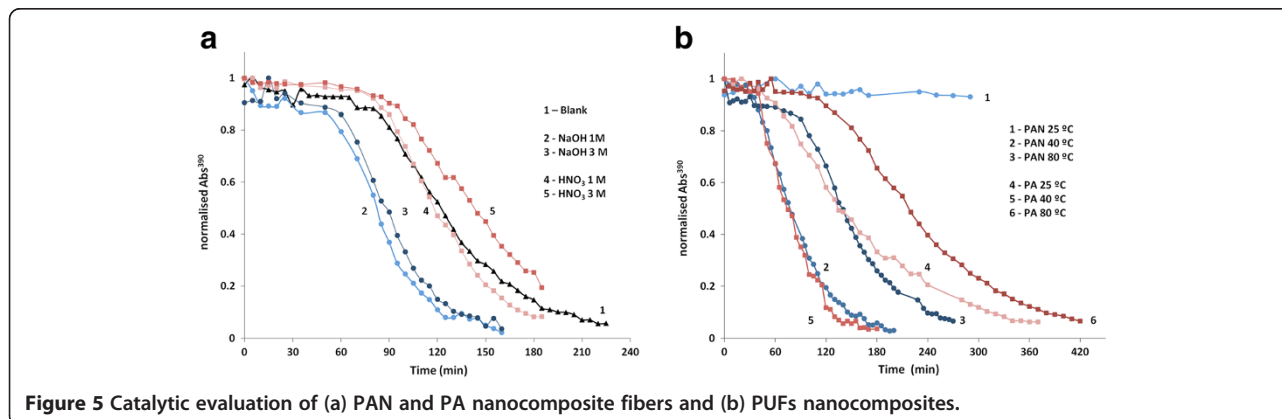 a
b
normalised Abs390
1
0.8
0.6
0.4
0.2
0
0 30 60 90 120 150 180 210 240
Time (min)
1 – Blank
2 - NaOH 1M
3 - NaOH 3 M
4 - HNO3 1 M
5 - HNO3 3 M
2
3
4
5
1
normalised Abs390
1
0.8
0.6
0.4
0.2
0
0 60 120 180 240 300 360 420
Time (min)
1 - PAN 25 ºC
2 - PAN 40 ºC
3 - PAN 80 ºC
4 - PA 25 ºC
5 - PA 40 ºC
6 - PA 80 ºC
1
2
4
5
3
6
Figure 5 Catalytic evaluation of (a) PAN and PA nanocomposite fibers and (b) PUFs nanocomposites.